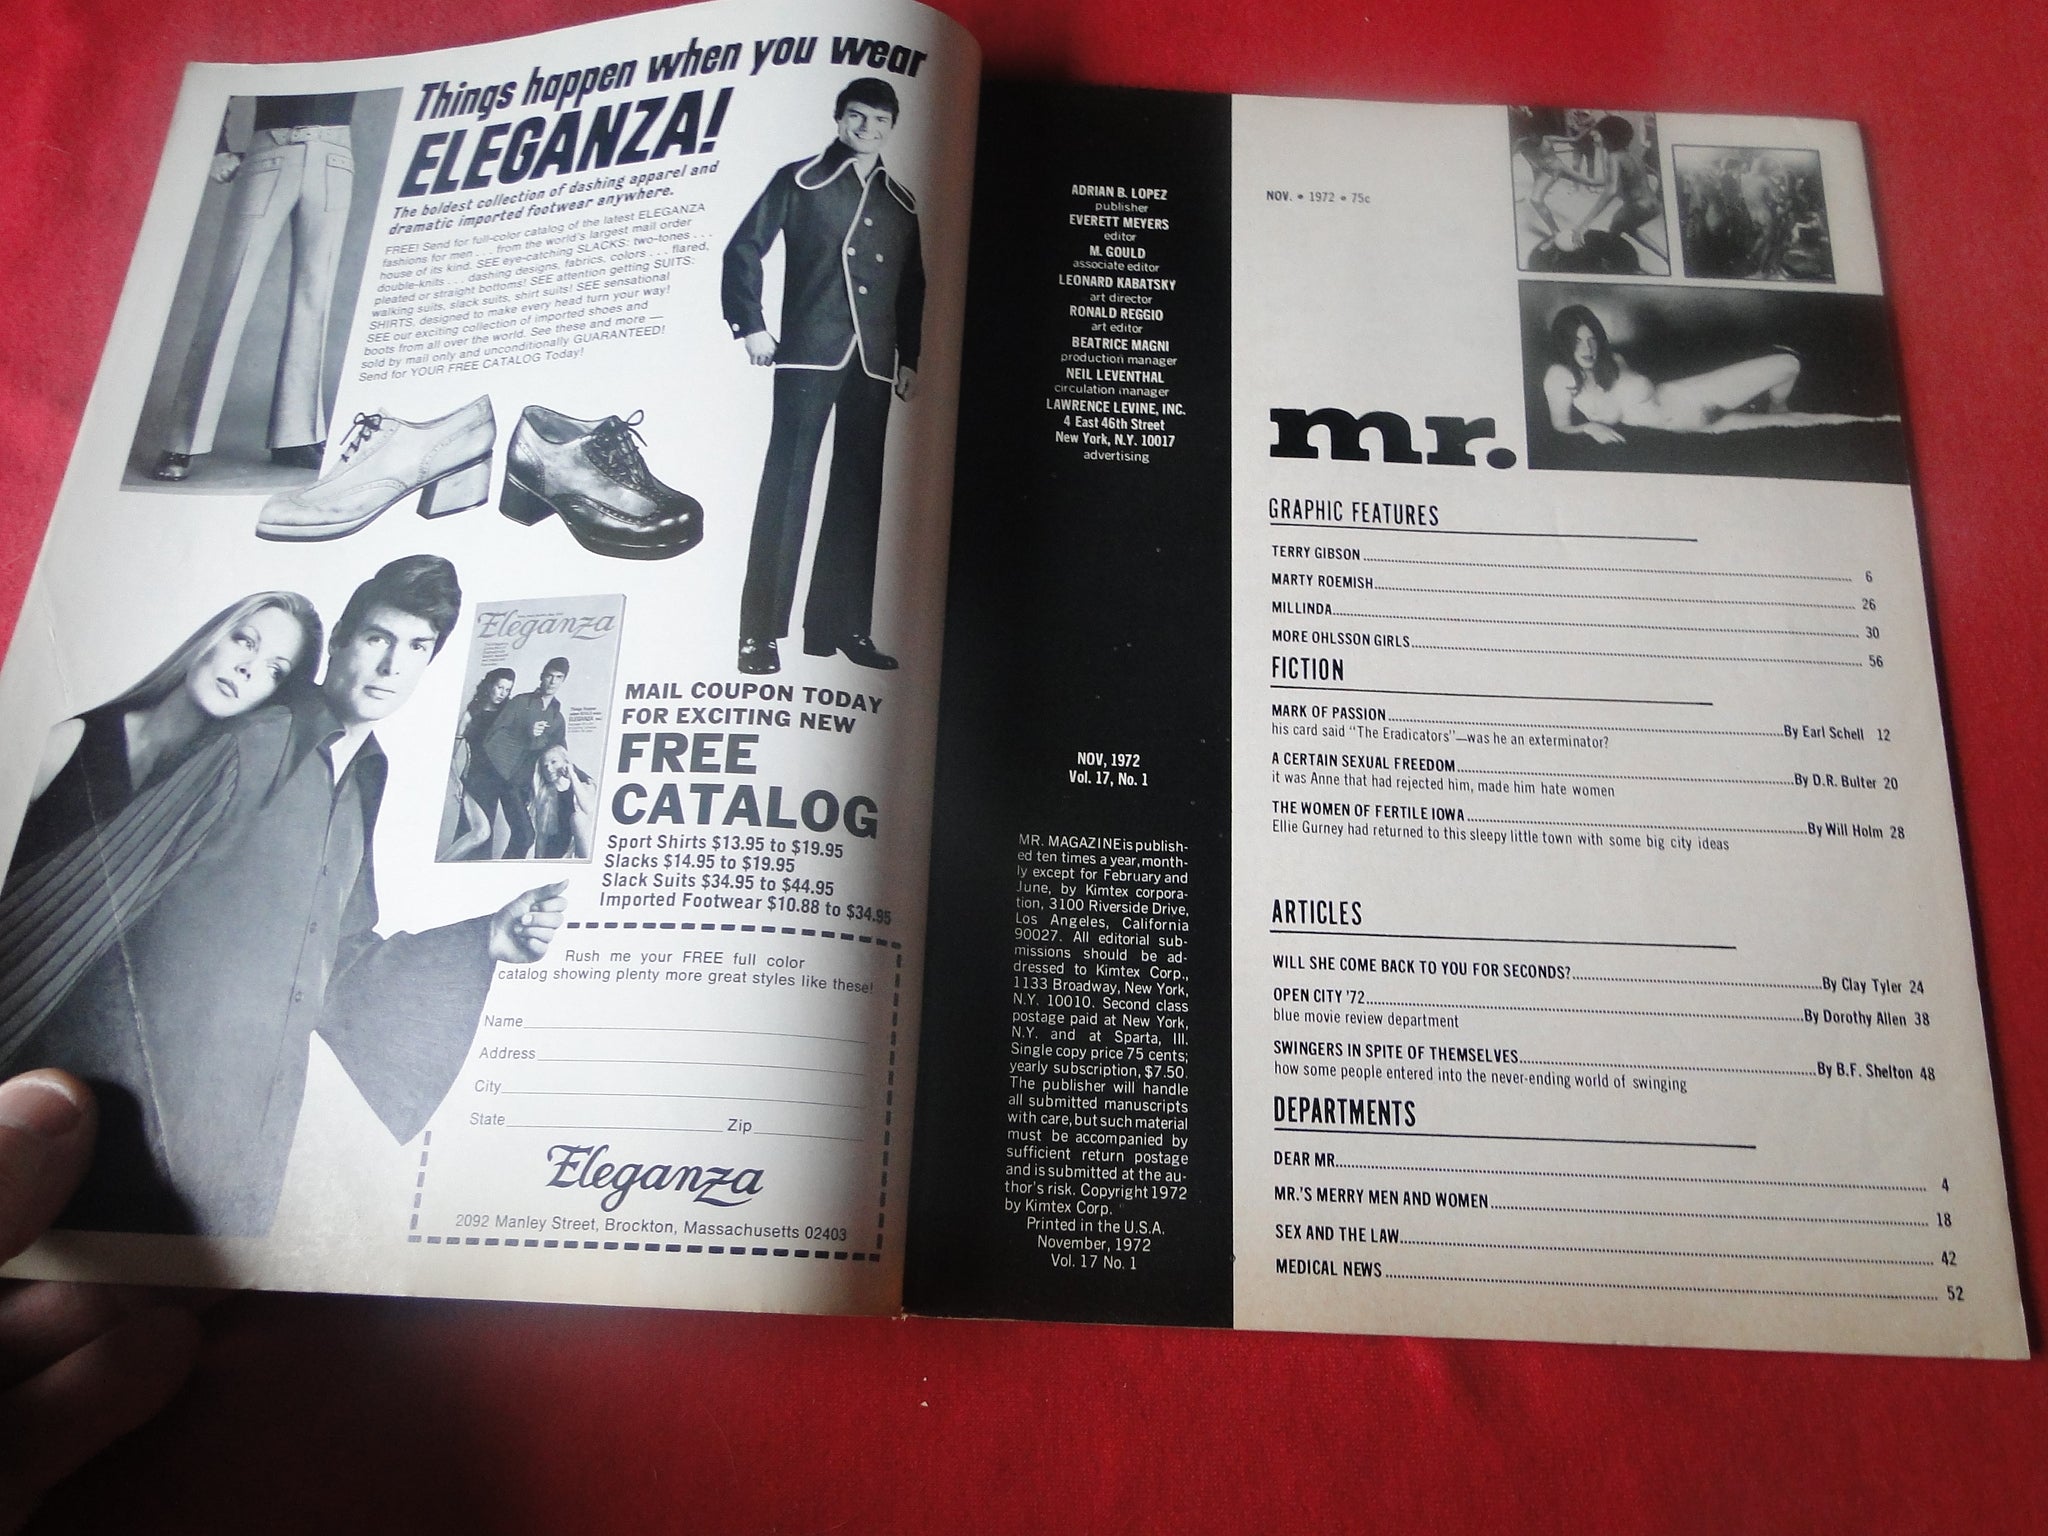 Things happen when you wear
ELEGANZA!
The boldest collection of dashing apparel and
dramatic imported footwear anywhere.
FREE! Send for full-color catalog of the latest ELEGANZA
fashions for men . . . from the world's largest mail order
house of its kind. SEE eye-catching SLACKS: two-tones . . .
double-knits . . . dashing designs, fabrics, colors . . . flared,
pleated or straight bottoms! SEE attention getting SUITS:
walking suits, slack suits, shirt suits! SEE sensational
SHIRTS, designed to make every head turn your way!
SEE our exciting collection of imported shoes and
boots from all over the world. See these and more —
sold by mail only and unconditionally GUARANTEED!
Send for YOUR FREE CATALOG Today!
Eleganza
MAIL COUPON TODAY
FOR EXCITING NEW
FREE
CATALOG
Sport Shirts $13.95 to $19.95
Slacks $14.95 to $19.95
Slack Suits $34.95 to $44.95
Imported Footwear $10.88 to $34.95
Rush me your FREE full color
catalog showing plenty more great styles like these!
Name
Address
City
State Zip
Eleganza
2092 Manley Street, Brockton, Massachusetts 02403
ADRIAN B. LOPEZ
publisher
EVERETT MEYERS
editor
M. GOULD
associate editor
LEONARD KABATSKY
art director
RONALD REGGIO
art editor
BEATRICE MAGNI
production manager
NEIL LEVENTHAL
circulation manager
LAWRENCE LEVINE, INC.
4 East 46th Street
New York, N.Y. 10017
advertising
NOV, 1972
Vol. 17, No. 1
MR. MAGAZINE is publish-
ed ten times a year, month-
ly except for February and
June, by Kimtex corpora-
tion, 3100 Riverside Drive,
Los Angeles, California
90027. All editorial sub-
missions should be ad-
dressed to Kimtex Corp.,
1133 Broadway, New York,
N.Y. 10010. Second class
postage paid at New York,
N.Y. and at Sparta, Ill.
Single copy price 75 cents;
yearly subscription, $7.50.
The publisher will handle
all submitted manuscripts
with care, but such material
must be accompanied by
sufficient return postage
and is submitted at the au-
thor's risk. Copyright 1972
by Kimtex Corp.
Printed in the U.S.A.
November, 1972
Vol. 17 No. 1
NOV. • 1972 • 75c
mr.
GRAPHIC FEATURES
TERRY GIBSON 6
MARTY ROEMISH 26
MILLINDA 30
MORE OHLSSON GIRLS 56
FICTION
MARK OF PASSION By Earl Schell 12
his card said "The Eradicators"—was he an exterminator?
A CERTAIN SEXUAL FREEDOM By D.R. Bulter 20
it was Anne that had rejected him, made him hate women
THE WOMEN OF FERTILE IOWA By Will Holm 28
Ellie Gurney had returned to this sleepy little town with some big city ideas
ARTICLES
WILL SHE COME BACK TO YOU FOR SECONDS? By Clay Tyler 24
OPEN CITY '72 By Dorothy Allen 38
blue movie review department
SWINGERS IN SPITE OF THEMSELVES By B.F. Shelton 48
how some people entered into the never-ending world of swinging
DEPARTMENTS
DEAR MR. 4
MR.'S MERRY MEN AND WOMEN 18
SEX AND THE LAW 42
MEDICAL NEWS 52